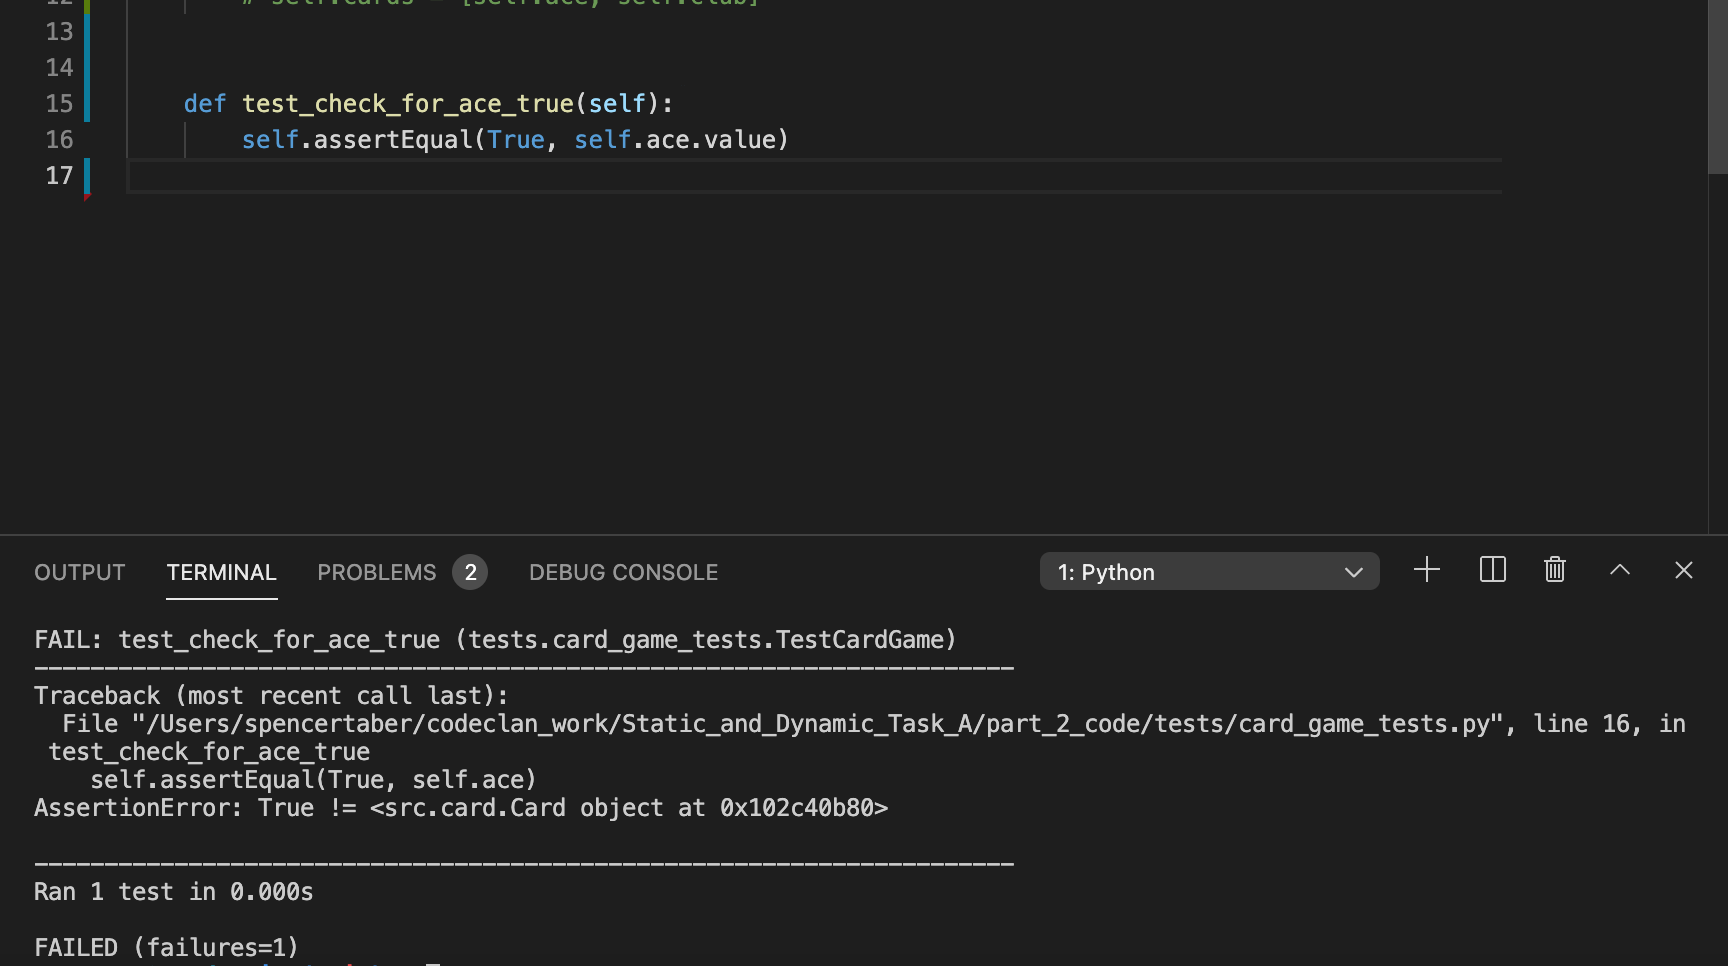 12 # self.cards = [self.ace, self.club]
13
14
15 def test_check_for_ace_true(self):
16 self.assertEqual(True, self.ace.value)
17
OUTPUT TERMINAL PROBLEMS 2 DEBUG CONSOLE 1: Python
FAIL: test_check_for_ace_true (tests.card_game_tests.TestCardGame)
----------------------------------------------------------------------
Traceback (most recent call last):
File "/Users/spencertaber/codeclan_work/Static_and_Dynamic_Task_A/part_2_code/tests/card_game_tests.py", line 16, in
test_check_for_ace_true
self.assertEqual(True, self.ace)
AssertionError: True != <src.card.Card object at 0x102c40b80>
----------------------------------------------------------------------
Ran 1 test in 0.000s
FAILED (failures=1)